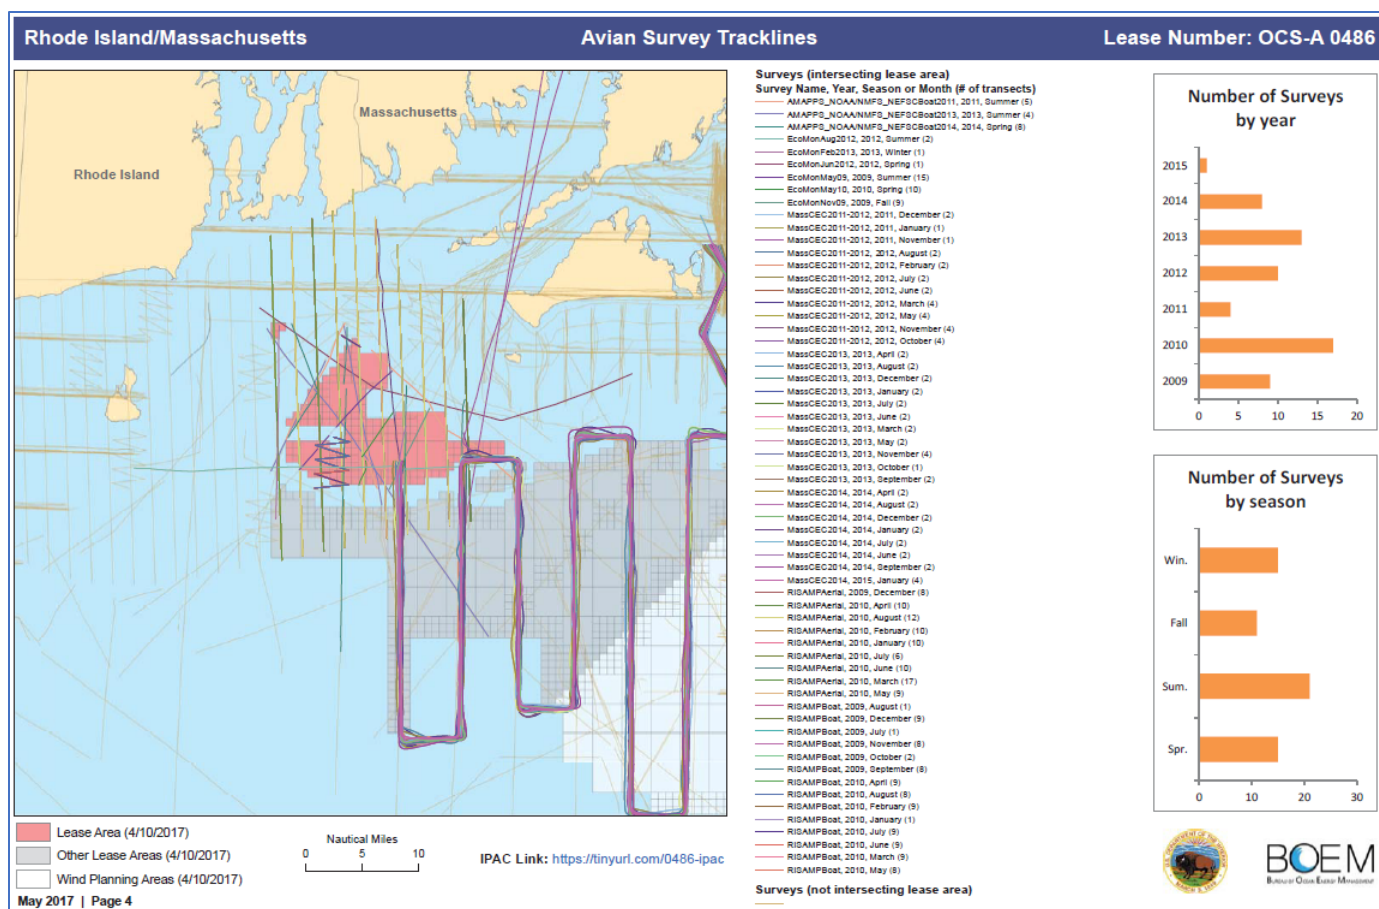 Rhode Island/Massachusetts
Avian Survey Tracklines
Lease Number: OCS-A 0486
Massachusetts
Rhode Island
Surveys (intersecting lease area)
Survey Name, Year, Season or Month (# of transects)
AMAPPS_NOAA/NMFS_NEFSCBoat2011, 2011, Summer (5)
AMAPPS_NOAA/NMFS_NEFSCBoat2013, 2013, Summer (4)
AMAPPS_NOAA/NMFS_NEFSCBoat2014, 2014, Spring (8)
EcoMonAug2012, 2012, Summer (2)
EcoMonFeb2013, 2013, Winter (1)
EcoMonJun2012, 2012, Spring (1)
EcoMonMay09, 2009, Summer (15)
EcoMonMay10, 2010, Spring (10)
EcoMonNov09, 2009, Fall (9)
MassCEC2011-2012, 2011, December (2)
MassCEC2011-2012, 2011, January (1)
MassCEC2011-2012, 2011, November (1)
MassCEC2011-2012, 2012, August (2)
MassCEC2011-2012, 2012, February (2)
MassCEC2011-2012, 2012, July (2)
MassCEC2011-2012, 2012, June (2)
MassCEC2011-2012, 2012, March (4)
MassCEC2011-2012, 2012, May (4)
MassCEC2011-2012, 2012, November (4)
MassCEC2011-2012, 2012, October (4)
MassCEC2013, 2013, April (2)
MassCEC2013, 2013, August (2)
MassCEC2013, 2013, December (2)
MassCEC2013, 2013, January (2)
MassCEC2013, 2013, July (2)
MassCEC2013, 2013, June (2)
MassCEC2013, 2013, March (2)
MassCEC2013, 2013, May (2)
MassCEC2013, 2013, November (4)
MassCEC2013, 2013, October (1)
MassCEC2013, 2013, September (2)
MassCEC2014, 2014, April (2)
MassCEC2014, 2014, August (2)
MassCEC2014, 2014, December (2)
MassCEC2014, 2014, January (2)
MassCEC2014, 2014, July (2)
MassCEC2014, 2014, June (2)
MassCEC2014, 2014, September (2)
MassCEC2014, 2015, January (4)
RISAMPAerial, 2009, December (8)
RISAMPAerial, 2010, April (10)
RISAMPAerial, 2010, August (12)
RISAMPAerial, 2010, February (10)
RISAMPAerial, 2010, January (10)
RISAMPAerial, 2010, July (6)
RISAMPAerial, 2010, June (10)
RISAMPAerial, 2010, March (17)
RISAMPAerial, 2010, May (9)
RISAMPBoat, 2009, August (1)
RISAMPBoat, 2009, December (9)
RISAMPBoat, 2009, July (1)
RISAMPBoat, 2009, November (8)
RISAMPBoat, 2009, October (2)
RISAMPBoat, 2009, September (8)
RISAMPBoat, 2010, April (9)
RISAMPBoat, 2010, August (8)
RISAMPBoat, 2010, February (9)
RISAMPBoat, 2010, January (1)
RISAMPBoat, 2010, July (9)
RISAMPBoat, 2010, June (9)
RISAMPBoat, 2010, March (9)
RISAMPBoat, 2010, May (8)
Surveys (not intersecting lease area)
Number of Surveys
by year
2015
2014
2013
2012
2011
2010
2009
0 5 10 15 20
Number of Surveys
by season
Win.
Fall
Sum.
Spr.
0 10 20 30
Lease Area (4/10/2017)
Other Lease Areas (4/10/2017)
Wind Planning Areas (4/10/2017)
Nautical Miles
0 5 10
IPAC Link: https://tinyurl.com/0486-ipac
U.S. DEPARTMENT OF THE INTERIOR
MARCH 3, 1849
BOEM
BUREAU OF OCEAN ENERGY MANAGEMENT
May 2017 | Page 4